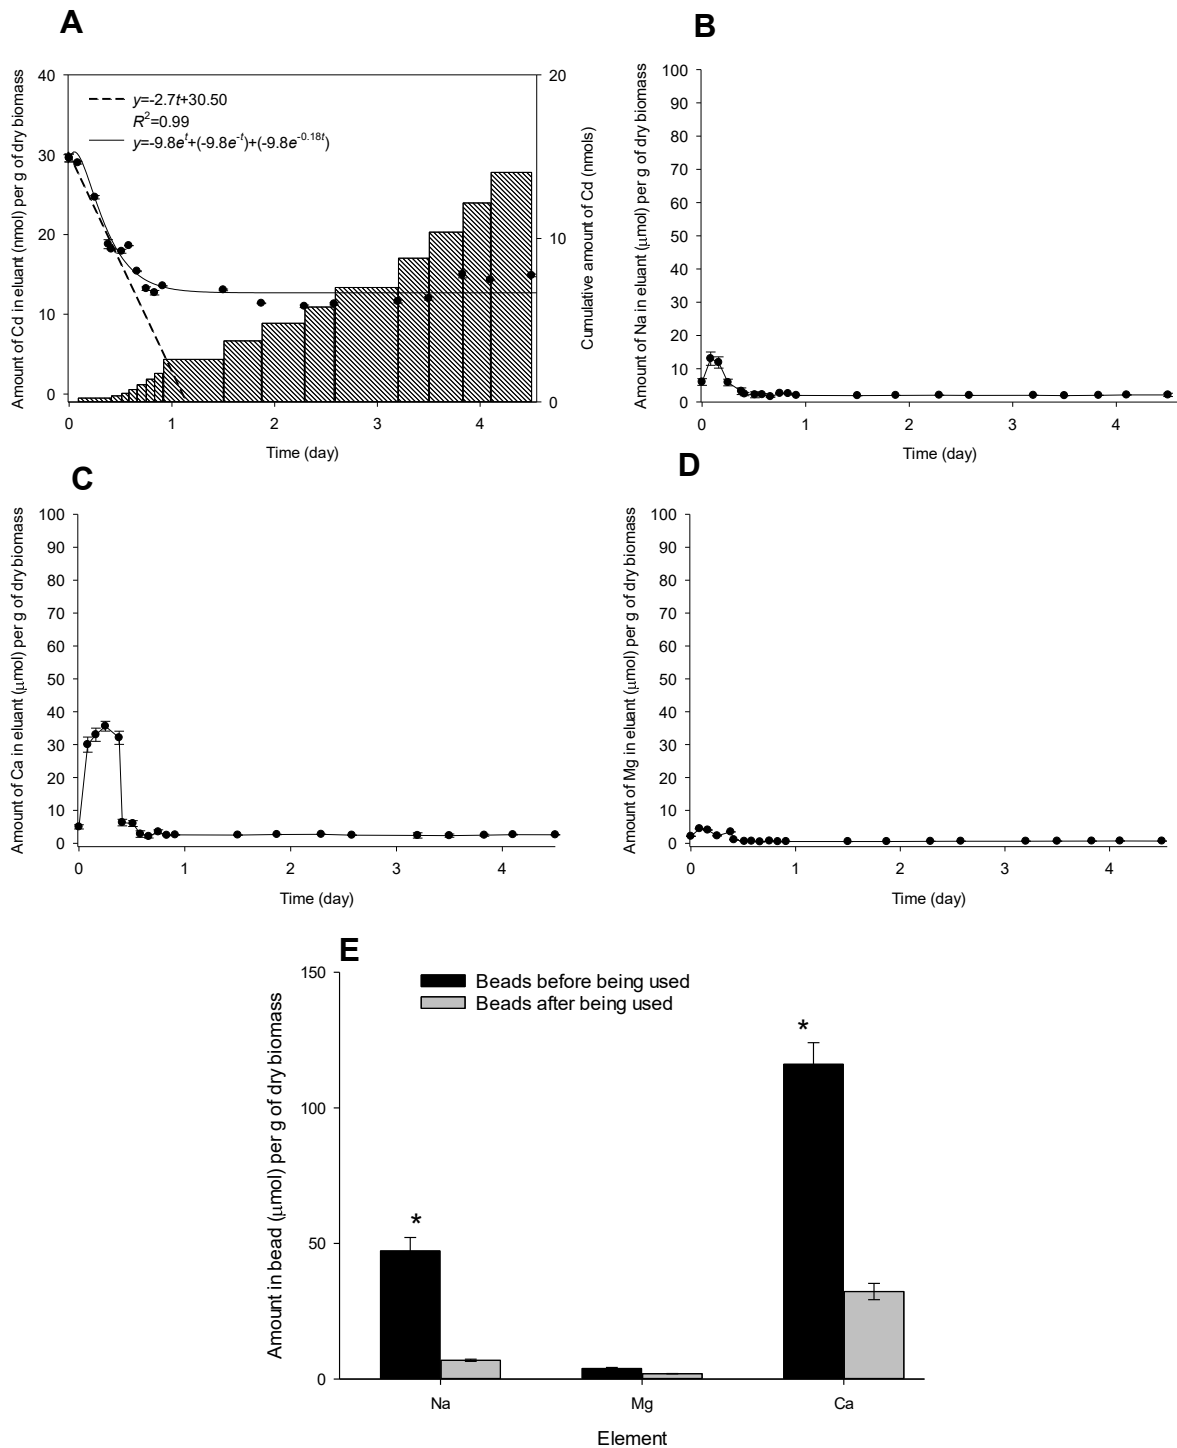 A
Amount of Cd in eluant (nmol) per g of dry biomass
40
30
20
10
0
y=-2.7t+30.50
R²=0.99
y=-9.8eᵗ+(-9.8e⁻ᵗ)+(-9.8e⁻⁰·¹⁸ᵗ)
20
10
0
Cumulative amount of Cd (nmols)
0 1 2 3 4
Time (day)
B
Amount of Na in eluant (μmol) per g of dry biomass
100
90
80
70
60
50
40
30
20
10
0
0 1 2 3 4
Time (day)
C
Amount of Ca in eluant (μmol) per g of dry biomass
100
90
80
70
60
50
40
30
20
10
0
0 1 2 3 4
Time (day)
D
Amount of Mg in eluant (μmol) per g of dry biomass
100
90
80
70
60
50
40
30
20
10
0
0 1 2 3 4
Time (day)
E
Amount in bead (μmol) per g of dry biomass
150
100
50
0
Beads before being used
Beads after being used
*
*
Na Mg Ca
Element